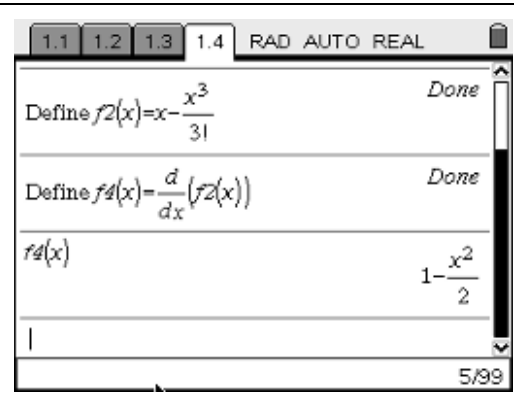 1.1 1.2 1.3 1.4 RAD AUTO REAL
Define f2(x)=x-x^3/3! Done
Define f4(x)=d/dx(f2(x)) Done
f4(x) 1-x^2/2
5/99